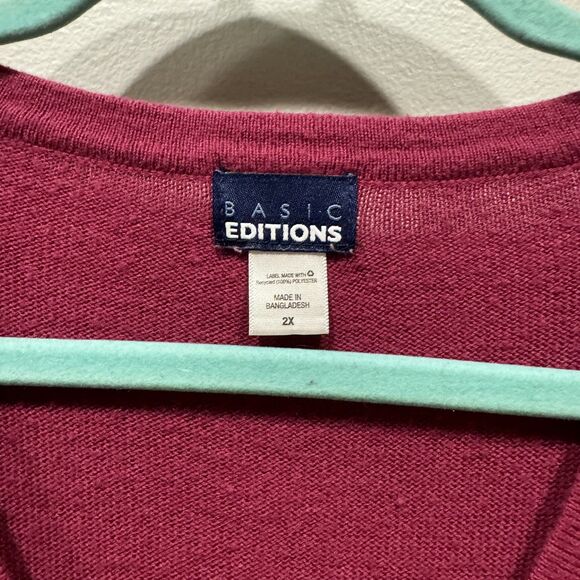 BASIC
EDITIONS
LABEL MADE WITH
Recycled (100%) POLYESTER
MADE IN
BANGLADESH
2X